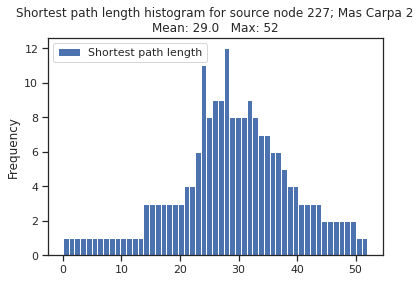 Shortest path length histogram for source node 227; Mas Carpa 2
Mean: 29.0 Max: 52
Shortest path length
Frequency
12
10
8
6
4
2
0
0 10 20 30 40 50